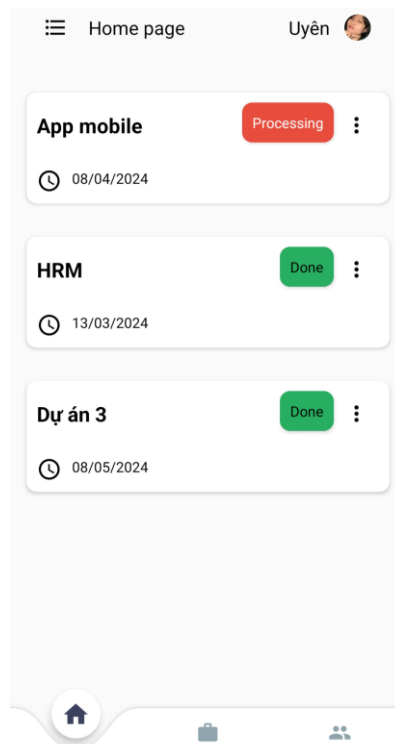 Home page Uyên
App mobile Processing
08/04/2024
HRM Done
13/03/2024
Dự án 3 Done
08/05/2024